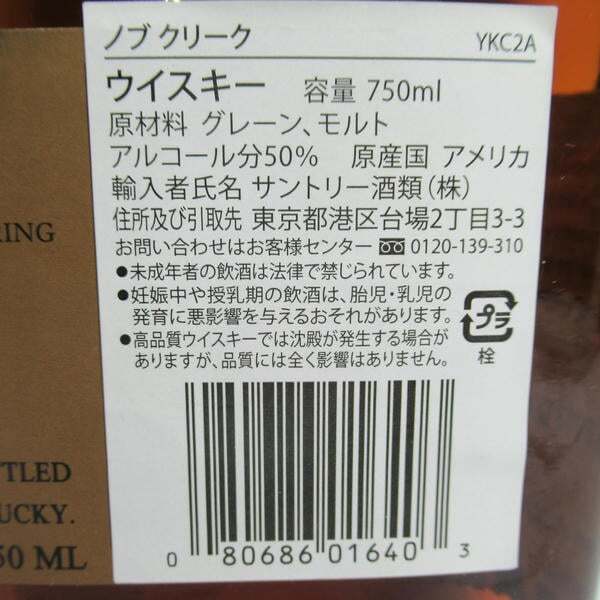 ノブ クリーク YKC2A
ウイスキー 容量 750ml
原材料 グレーン、モルト
アルコール分50% 原産国 アメリカ
輸入者氏名 サントリー酒類(株)
住所及び引取先 東京都港区台場2丁目3-3
お問い合わせはお客様センター 0120-139-310
●未成年者の飲酒は法律で禁じられています。
●妊娠中や授乳期の飲酒は、胎児・乳児の
発育に悪影響を与えるおそれがあります。
●高品質ウイスキーでは沈殿が発生する場合が
ありますが、品質には全く影響はありません。
プラ
栓
0 80686 01640 3
RING
TTLED
UCKY.
50 ML